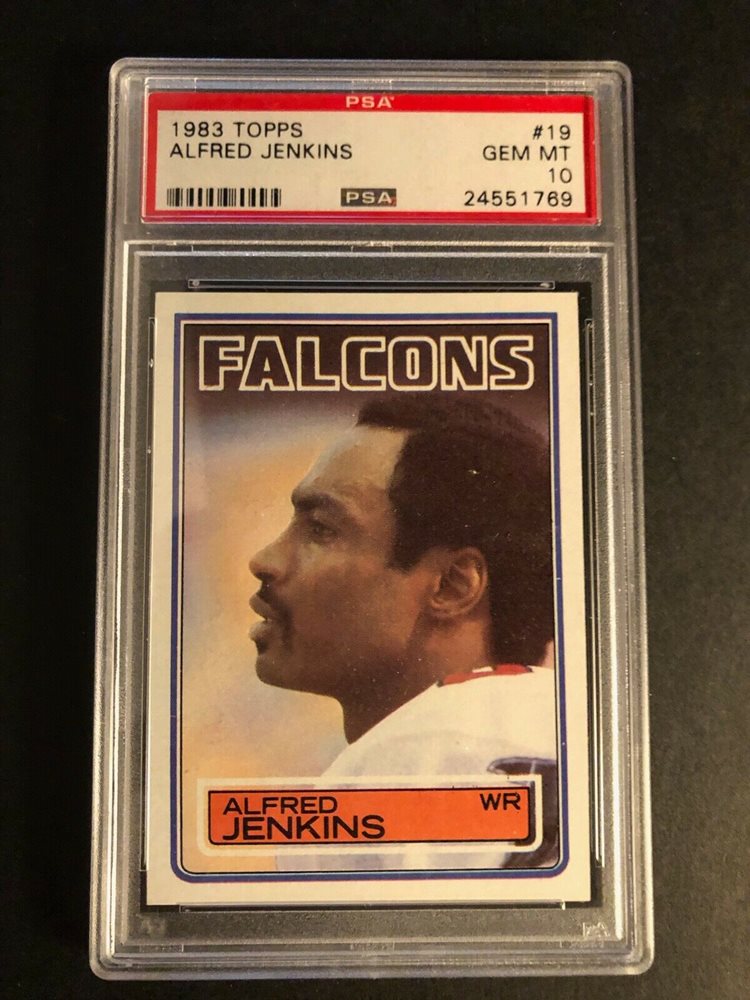 PSA
1983 TOPPS #19
ALFRED JENKINS GEM MT
10
PSA 24551769
FALCONS
ALFRED WR
JENKINS